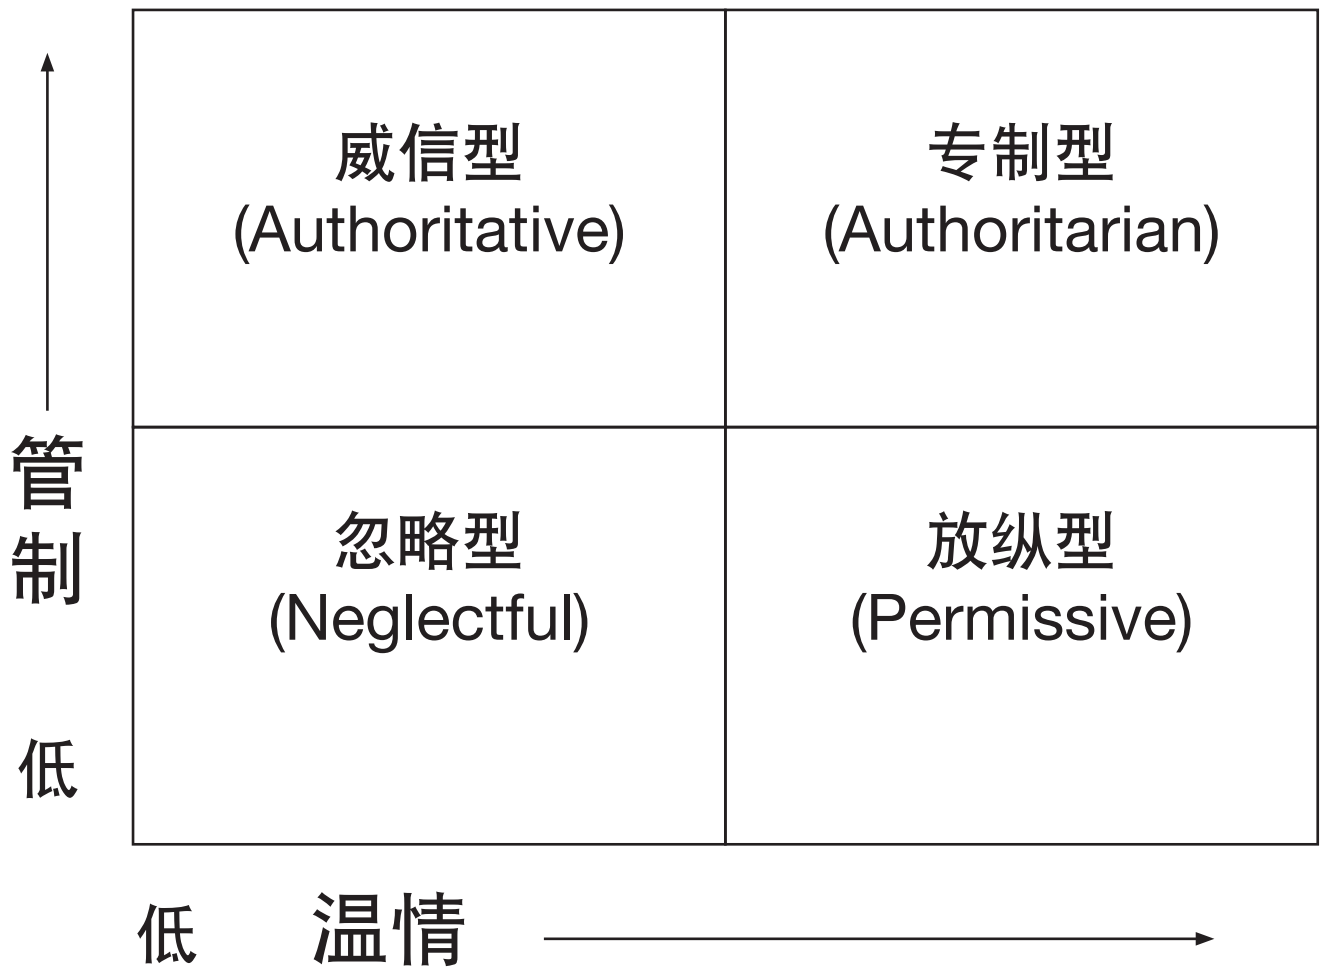 威信型
(Authoritative)
专制型
(Authoritarian)
管制
忽略型
(Neglectful)
放纵型
(Permissive)
低
低
温情